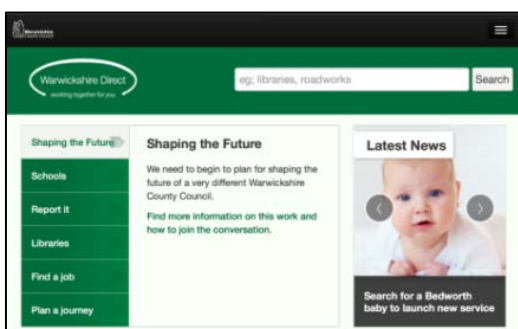 Warwickshire
Warwickshire Direct
working together for you
eg; libraries, roadworks
Search
Shaping the Future
Schools
Report it
Libraries
Find a job
Plan a journey
Shaping the Future
We need to begin to plan for shaping the
future of a very different Warwickshire
County Council.
Find more information on this work and
how to join the conversation.
Latest News
Search for a Bedworth
baby to launch new service